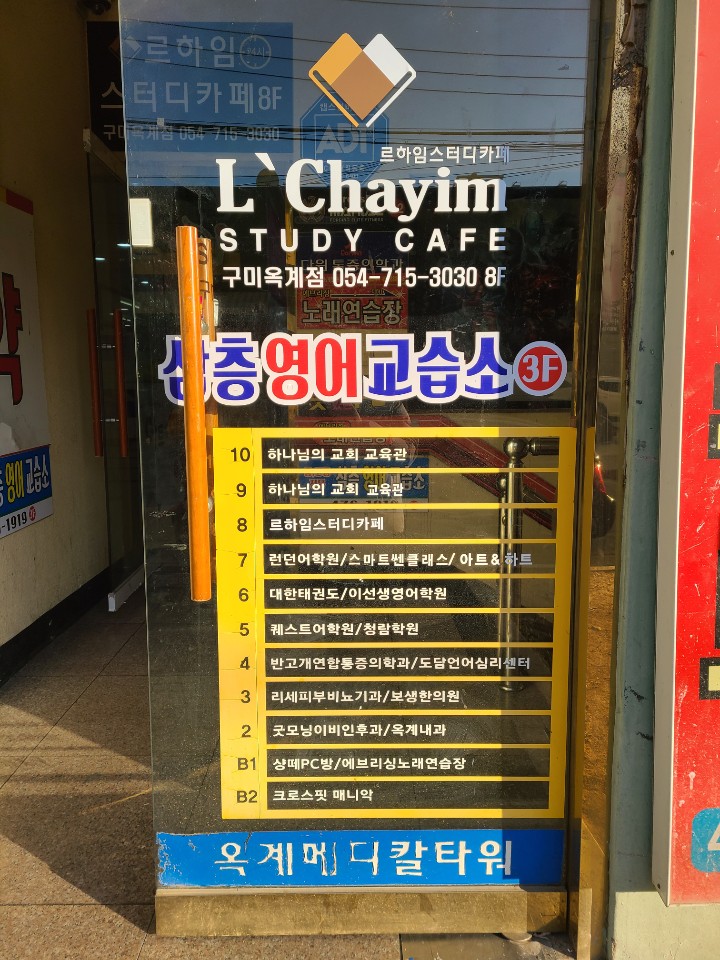 르하임
스터디카페8F
구미옥계점 054-715-3030
르하임스터디카페
L`Chayim
STUDY CAFE
구미옥계점 054-715-3030 8F
노래연습장
삼층영어교습소 3F
10 하나님의 교회 교육관
9 하나님의 교회 교육관
8 르하임스터디카페
7 런던어학원/스마트쎈클래스/ 아트&하트
6 대한태권도/이선생영어학원
5 퀘스트어학원/청람학원
4 반고개연합통증의학과/도담언어심리센터
3 리세피부비뇨기과/보생한의원
2 굿모닝이비인후과/옥계내과
B1 샹떼PC방/에브리싱노래연습장
B2 크로스핏 매니악
옥계메디칼타워
약
층영어교습소
-1919